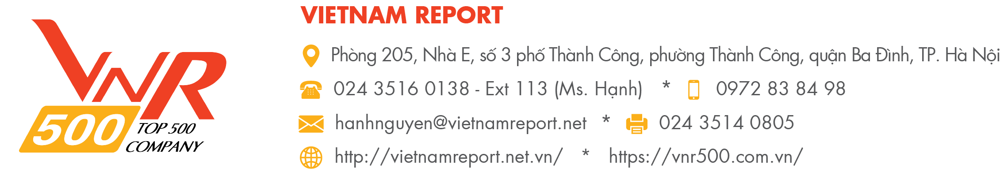 VNR
500
TOP 500
COMPANY
VIETNAM REPORT
Phòng 205, Nhà E, số 3 phố Thành Công, phường Thành Công, quận Ba Đình, TP. Hà Nội
024 3516 0138 - Ext 113 (Ms. Hạnh) * 0972 83 84 98
hanhnguyen@vietnamreport.net * 024 3514 0805
http://vietnamreport.net.vn/ * https://vnr500.com.vn/